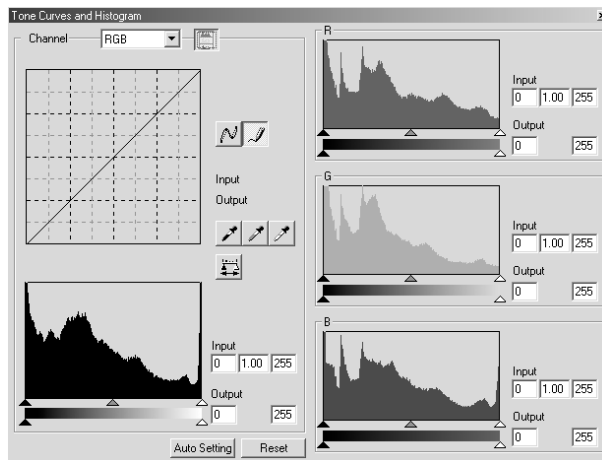 Tone Curves and Histogram
Channel
RGB
Input
Output
Input
0 1.00 255
Output
0 255
Auto Setting
Reset
R
Input
0 1.00 255
Output
0 255
G
Input
0 1.00 255
Output
0 255
B
Input
0 1.00 255
Output
0 255